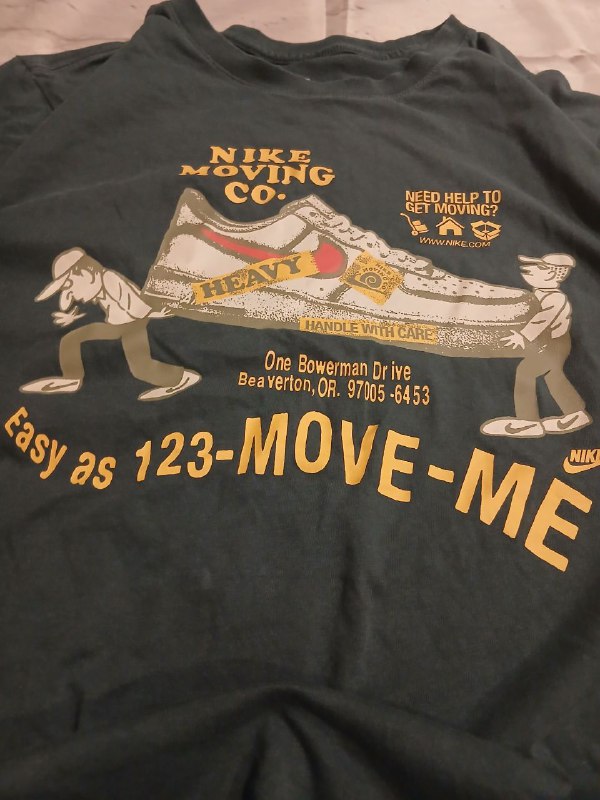 NIKE
MOVING
CO.
NEED HELP TO
GET MOVING?
WWW.NIKE.COM
HEAVY
MOVING
HANDLE WITH CARE
One Bowerman Drive
Beaverton, OR. 97005-6453
Easy as 123-MOVE-ME
NIKE